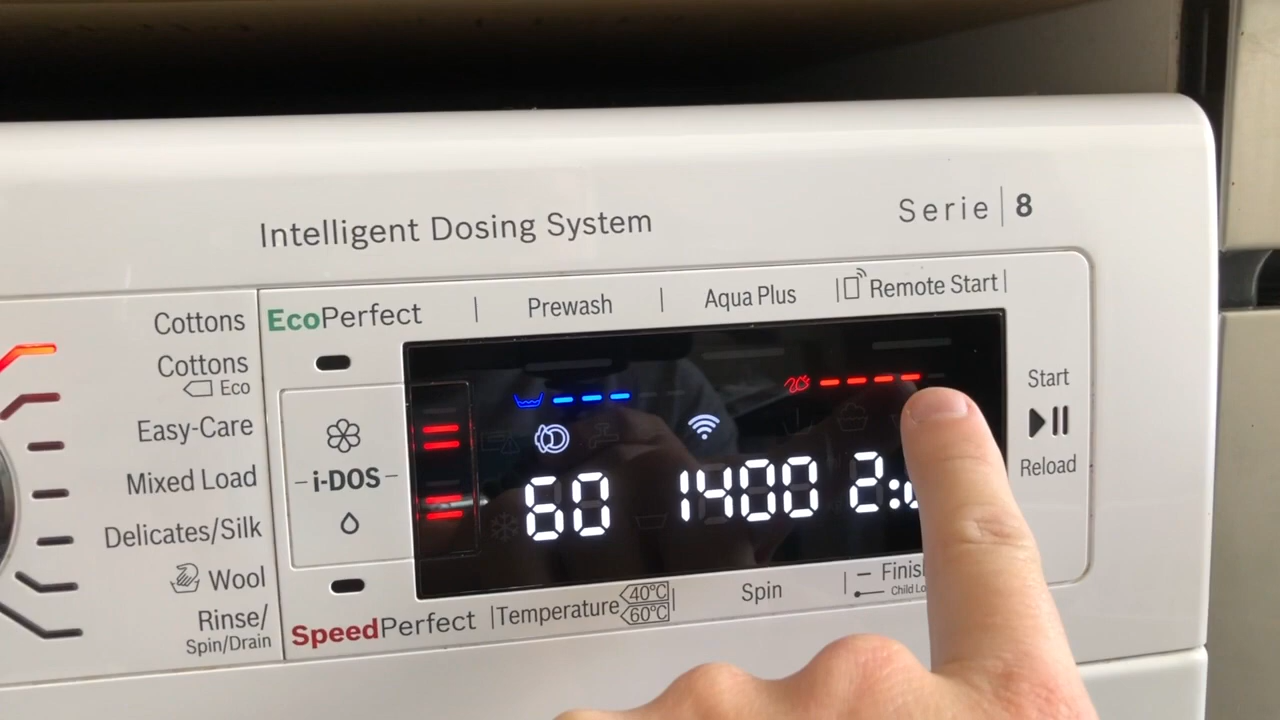 Intelligent Dosing System
Serie | 8
EcoPerfect | Prewash | Aqua Plus | Remote Start |
Cottons
Cottons
Eco
Easy-Care
Mixed Load
Delicates/Silk
Wool
Rinse/
Spin/Drain
- i-DOS -
60 1400 2:
Start
Reload
SpeedPerfect | Temperature 40°C 60°C | Spin |